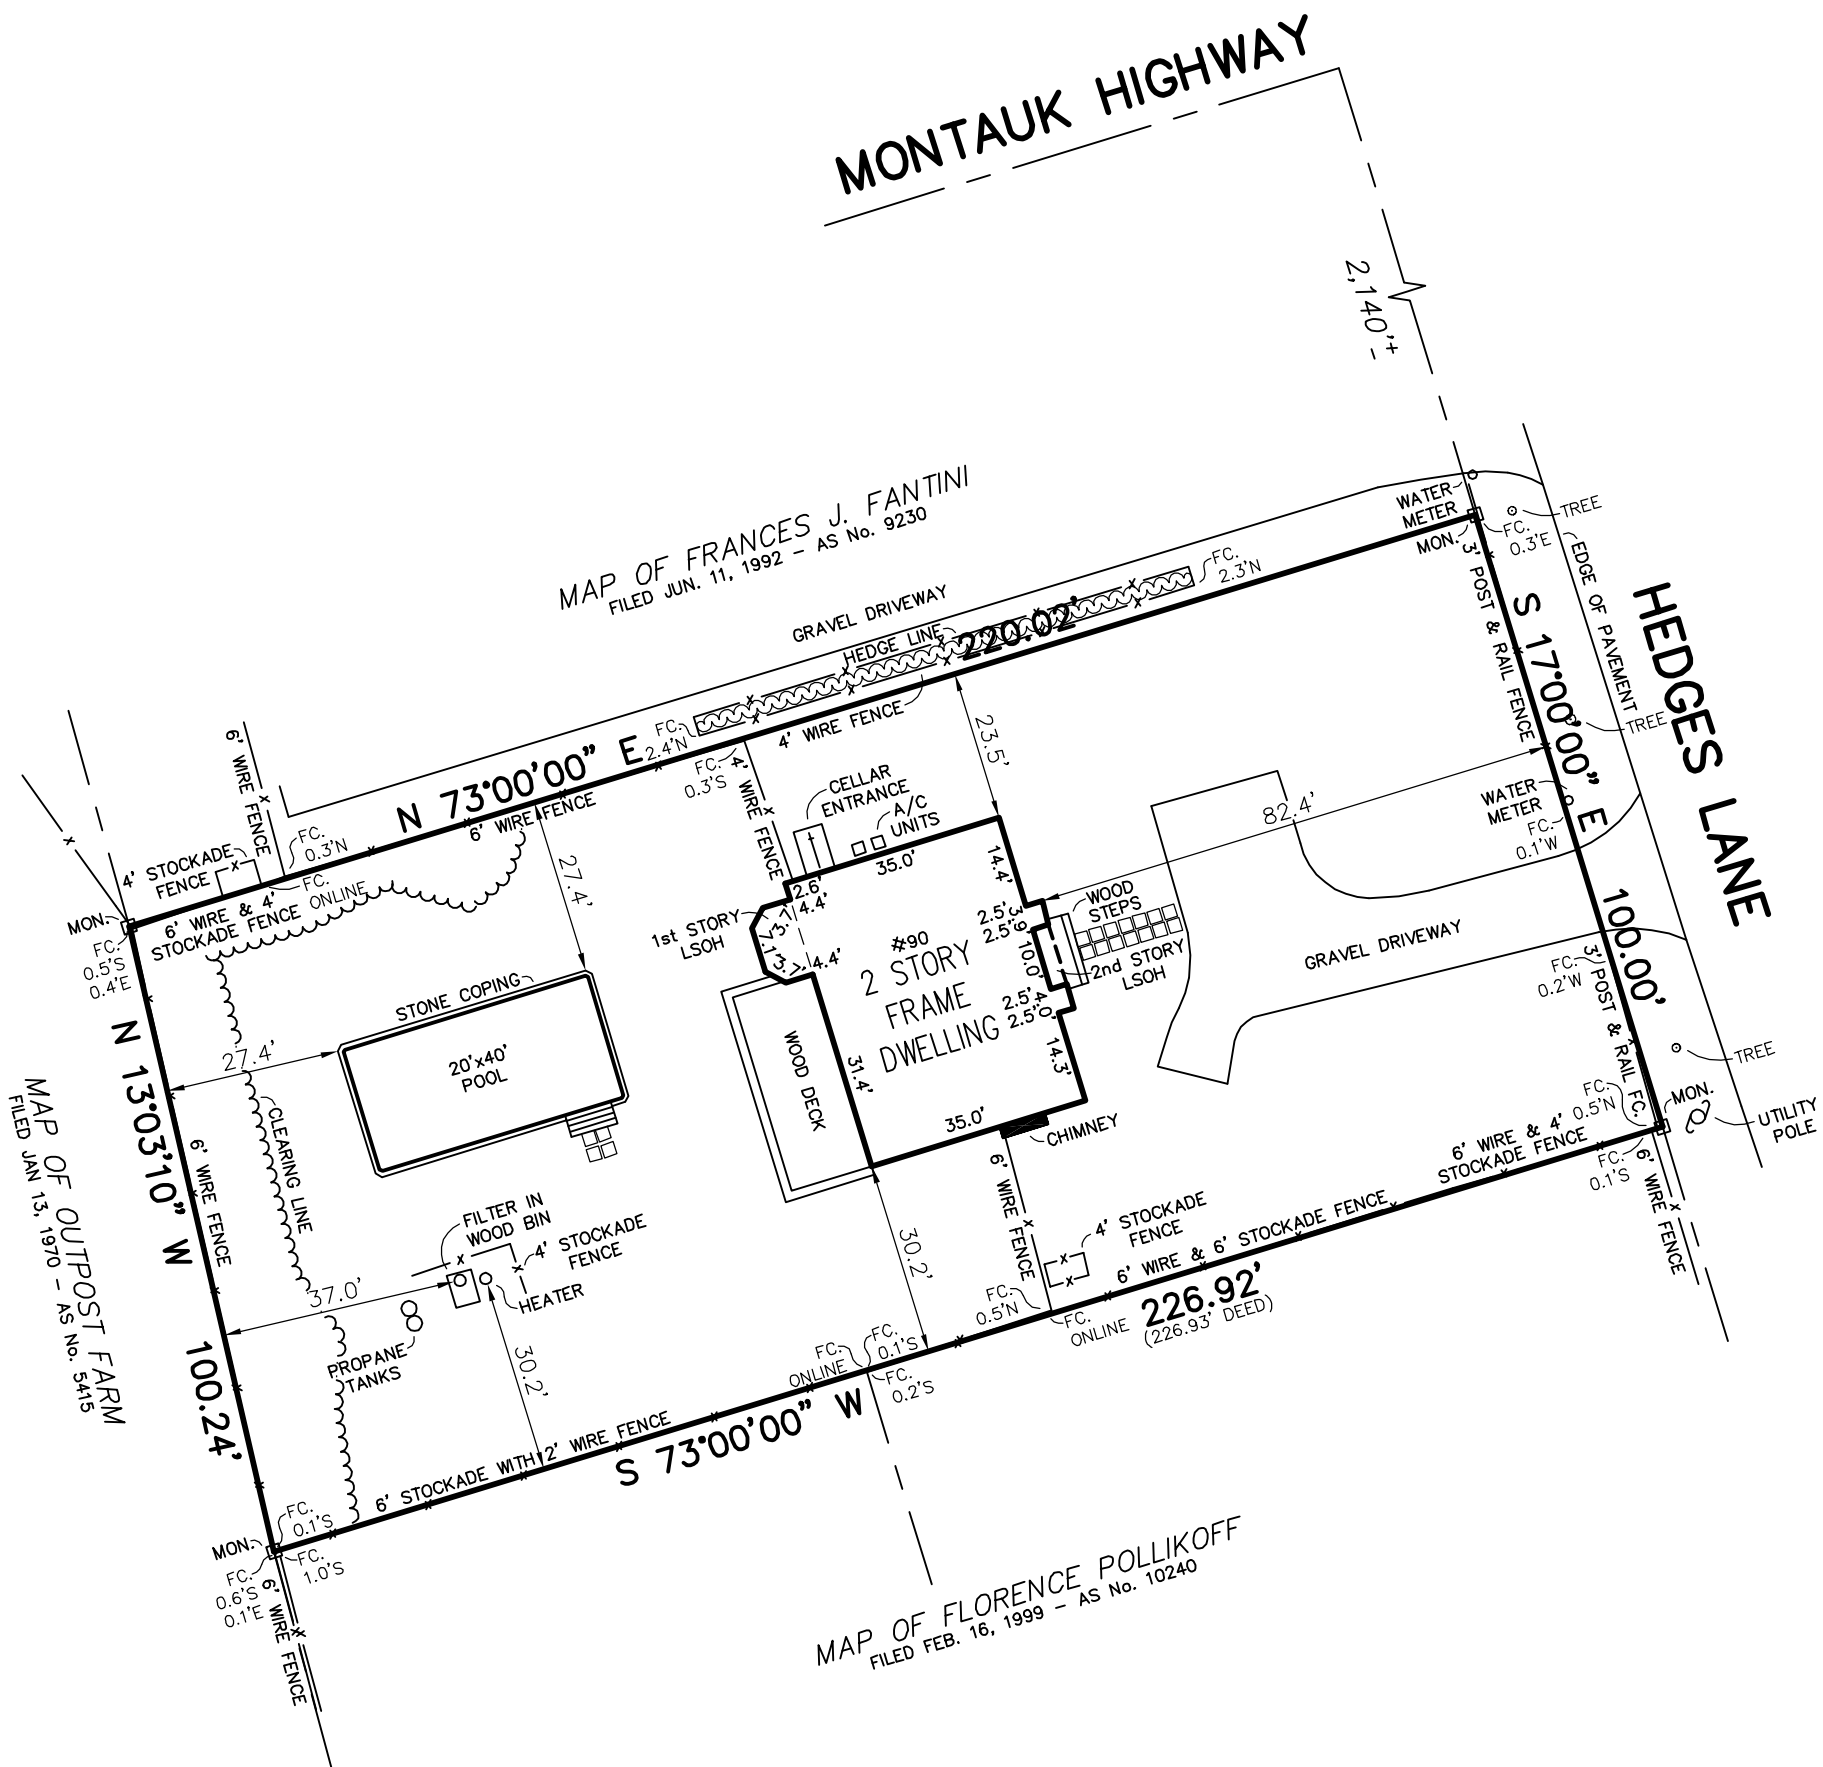 MONTAUK HIGHWAY
2,140'±
MAP OF FRANCES J. FANTINI
FILED JUN. 11, 1992 – AS No. 9230
WATER
METER
MON.
FC.
0.3'E
TREE
EDGE OF PAVEMENT
HEDGES LANE
3' POST & RAIL FENCE
S 17°00'00" E
100.00'
TREE
FC.
2.3'N
GRAVEL DRIVEWAY
HEDGE LINE
220.02'
4' WIRE FENCE
FC.
2.4'N
N 73°00'00" E
FC.
0.3'S
6' WIRE FENCE
6' WIRE FENCE
4' WIRE FENCE
23.5'
CELLAR
ENTRANCE
A/C
UNITS
82.4'
WATER
METER
FC.
0.1'W
FC.
0.3'N
4' STOCKADE
FENCE
FC.
ONLINE
6' WIRE & 4'
STOCKADE FENCE
MON.
FC.
0.5'S
0.4'E
27.4'
1st STORY
LSOH
35.0'
2.6'
4.4'
3.7'
7.1'
3.7'
4.4'
14.4'
2.5'
3.9'
2.5'
10.0'
2.5'
4.0'
2.5'
14.3'
35.0'
31.4'
#90
2 STORY
FRAME
DWELLING
WOOD
STEPS
2nd STORY
LSOH
GRAVEL DRIVEWAY
FC.
0.2'W
3' POST & RAIL FC.
TREE
STONE COPING
20'x40'
POOL
WOOD DECK
27.4'
N 13°03'10" W
100.24'
6' WIRE FENCE
CLEARING LINE
MAP OF OUTPOST FARM
FILED JAN 13, 1970 – AS No. 5415
CHIMNEY
6' WIRE FENCE
FC.
0.5'N
MON.
UTILITY
POLE
6' WIRE & 4'
STOCKADE FENCE
FC.
0.1'S
6' WIRE FENCE
FILTER IN
WOOD BIN
4' STOCKADE
FENCE
HEATER
37.0'
PROPANE
TANKS
30.2'
30.2'
4' STOCKADE
FENCE
6' WIRE & 6' STOCKADE FENCE
FC.
0.5'N
FC.
ONLINE
226.92'
(226.93' DEED)
FC.
ONLINE
FC.
0.1'S
FC.
0.2'S
S 73°00'00" W
6' STOCKADE WITH 2' WIRE FENCE
FC.
0.1'S
MON.
FC.
1.0'S
FC.
0.6'S
0.1'E
6' WIRE FENCE
MAP OF FLORENCE POLLIKOFF
FILED FEB. 16, 1999 – AS No. 10240